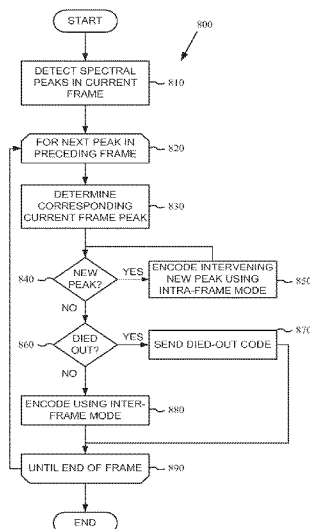 START
800
DETECT SPECTRAL
PEAKS IN CURRENT
FRAME
810
FOR NEXT PEAK IN
PRECEDING FRAME
820
DETERMINE
CORRESPONDING
CURRENT FRAME PEAK
830
840
NEW
PEAK?
YES
ENCODE INTERVENING
NEW PEAK USING
INTRA-FRAME MODE
850
NO
860
DIED
OUT?
YES
SEND DIED-OUT CODE
870
NO
ENCODE USING INTER-
FRAME MODE
880
UNTIL END OF FRAME
890
END